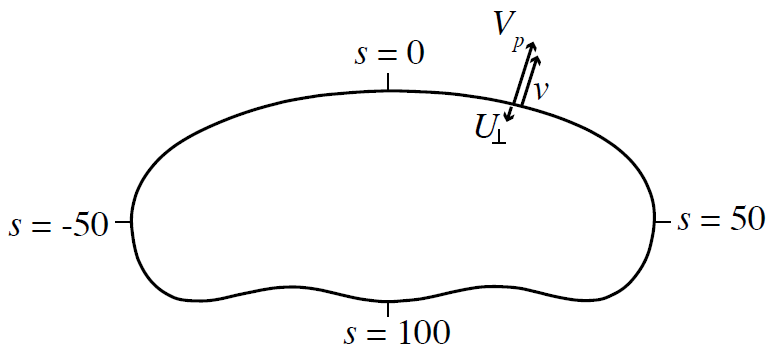 V_p
s = 0
v
U_⊥
s = -50
s = 50
s = 100